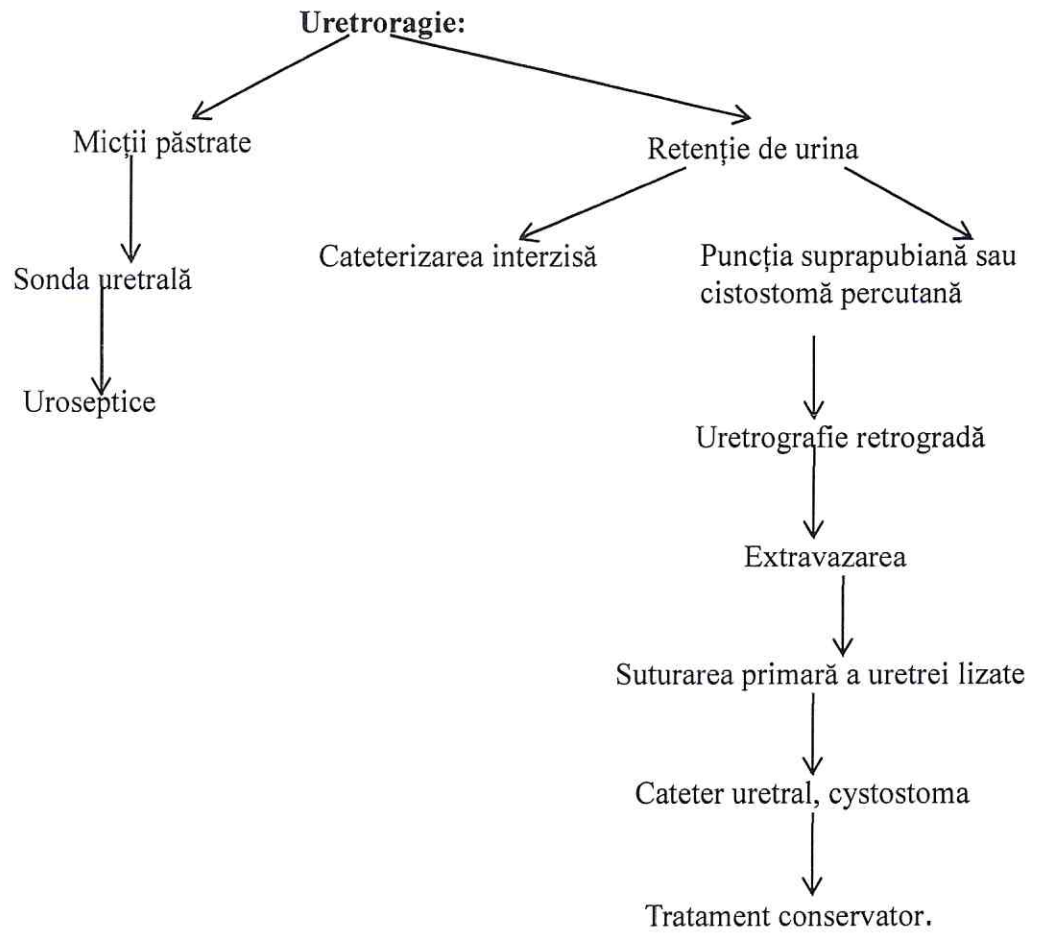 Uretroragie:
Micții păstrate
Retenție de urina
Cateterizarea interzisă
Puncția suprapubiană sau
cistostomă percutană
Sonda uretrală
Uroseptice
Uretrografie retrogradă
Extravazarea
Suturarea primară a uretrei lizate
Cateter uretral, cystostoma
Tratament conservator.